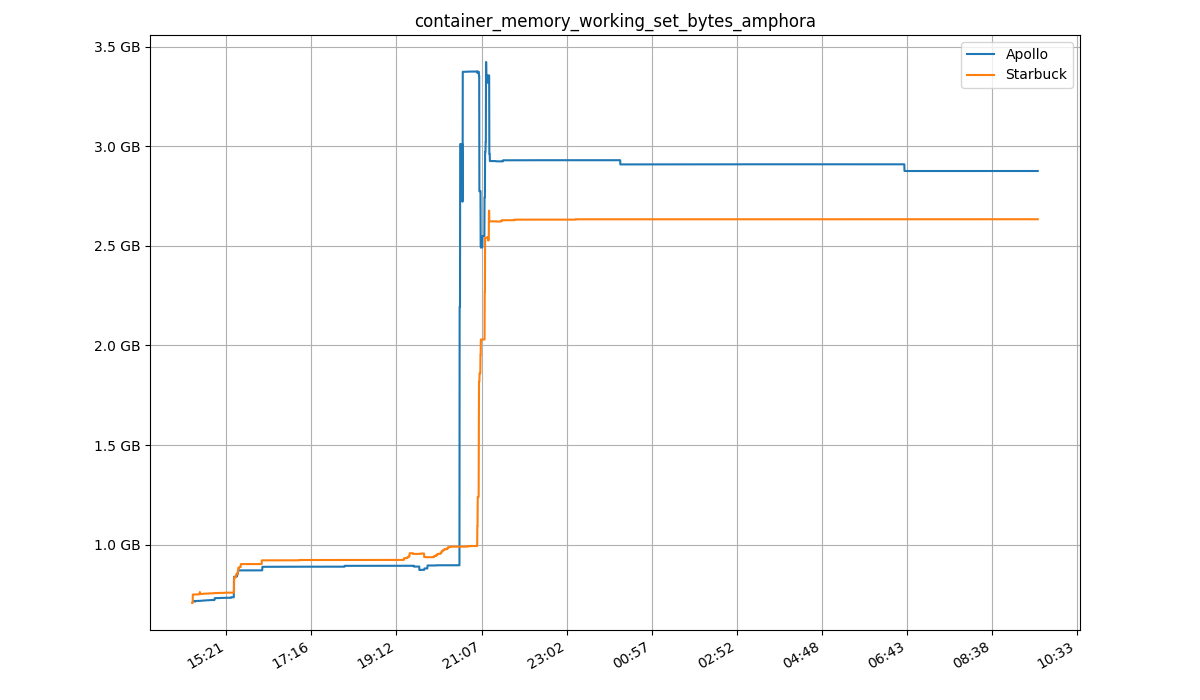 container_memory_working_set_bytes_amphora
3.5 GB
3.0 GB
2.5 GB
2.0 GB
1.5 GB
1.0 GB
Apollo
Starbuck
15:21
17:16
19:12
21:07
23:02
00:57
02:52
04:48
06:43
08:38
10:33